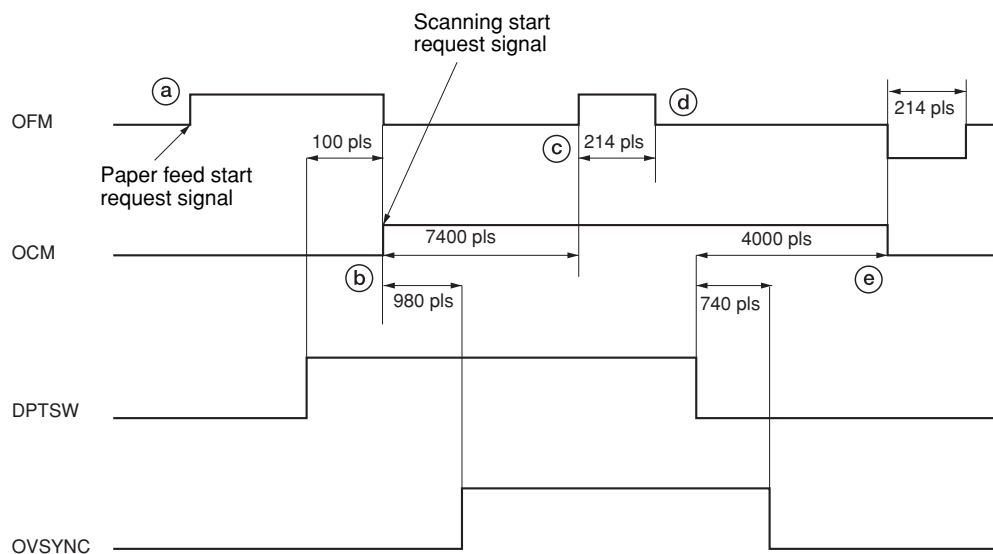 Scanning start
request signal
a
d
OFM
214 pls
100 pls
c
214 pls
Paper feed start
request signal
7400 pls
4000 pls
OCM
b
e
980 pls
740 pls
DPTSW
OVSYNC